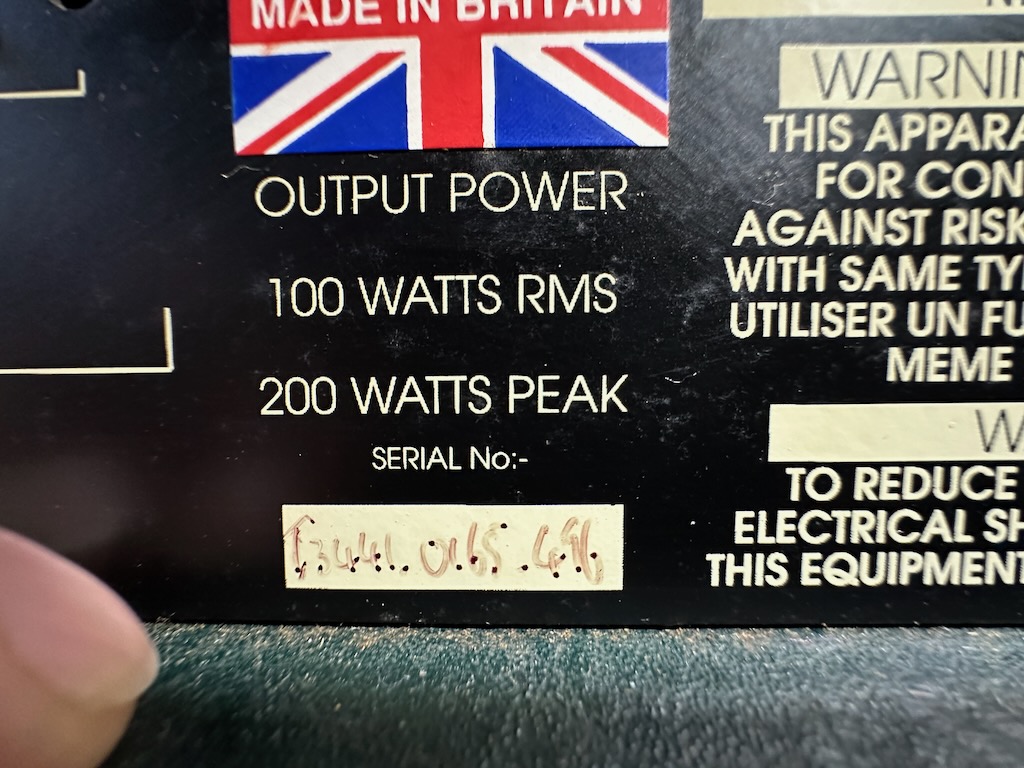 MADE IN BRITAIN
OUTPUT POWER
100 WATTS RMS
200 WATTS PEAK
SERIAL No:-
WARNIN
THIS APPARA
FOR CON
AGAINST RISK
WITH SAME TY
UTILISER UN FU
MEME
W
TO REDUCE
ELECTRICAL SH
THIS EQUIPMENT